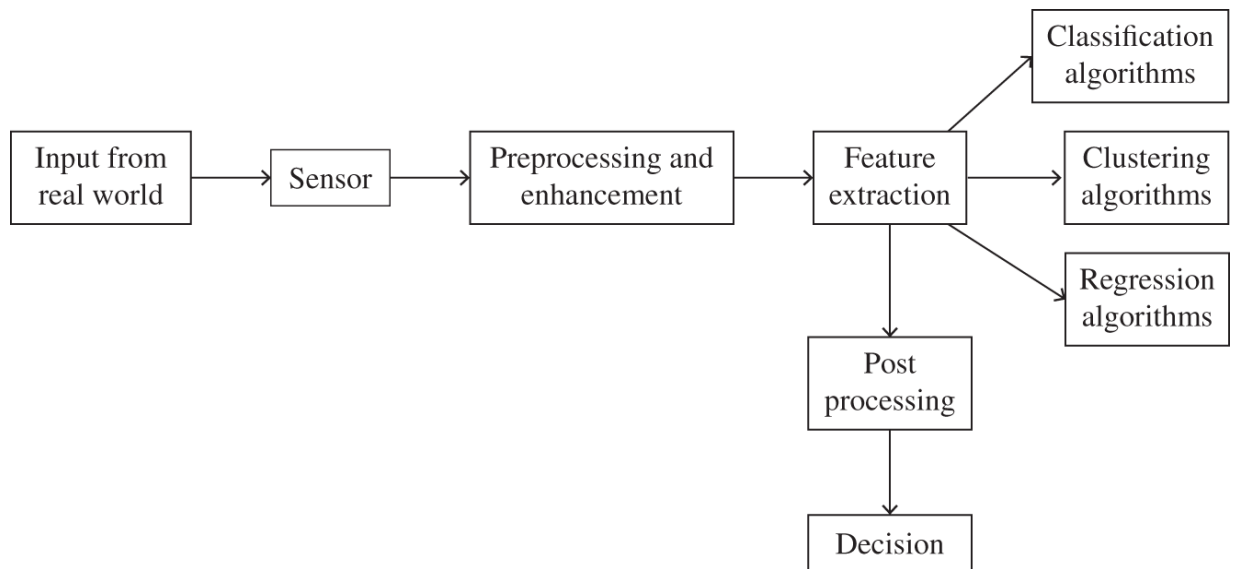 Classification
algorithms
Input from
real world
Sensor
Preprocessing and
enhancement
Feature
extraction
Clustering
algorithms
Regression
algorithms
Post
processing
Decision